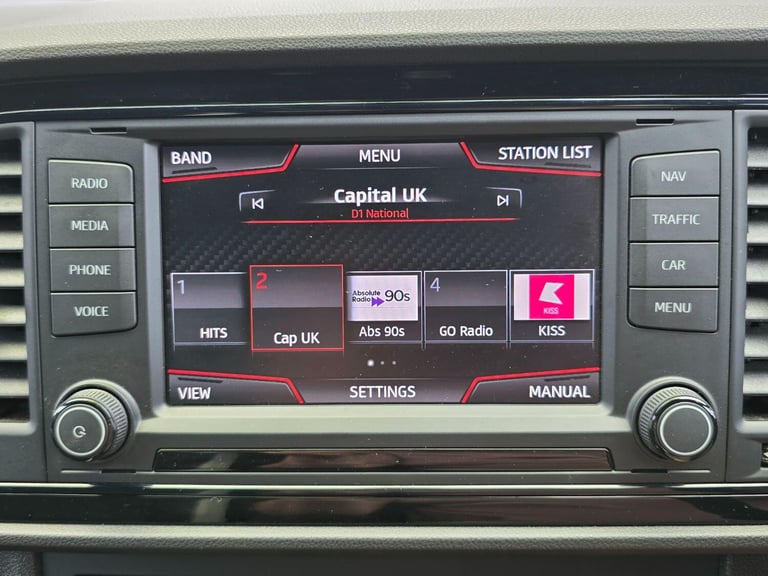 BAND
MENU
STATION LIST
Capital UK
D1 National
1
HITS
2
Cap UK
Absolute
Radio 90s
Abs 90s
4
GO Radio
KISS
KISS
VIEW
SETTINGS
MANUAL
RADIO
MEDIA
PHONE
VOICE
NAV
TRAFFIC
CAR
MENU